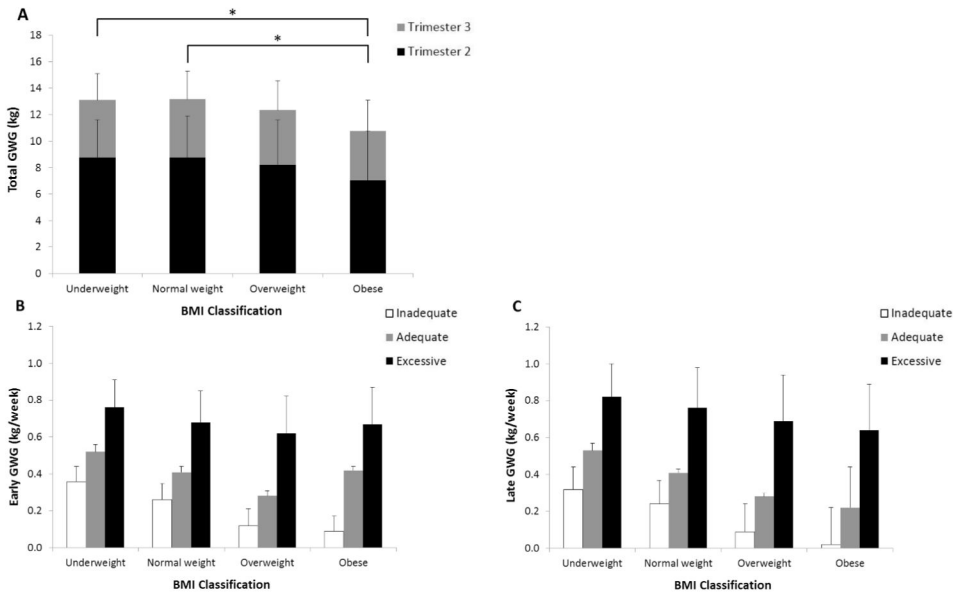 A
*
*
Trimester 3
Trimester 2
Total GWG (kg)
18
16
14
12
10
8
6
4
2
0
Underweight Normal weight Overweight Obese
BMI Classification
B
Inadequate
Adequate
Excessive
Early GWG (kg/week)
1.2
1.0
0.8
0.6
0.4
0.2
0.0
Underweight Normal weight Overweight Obese
BMI Classification
C
Inadequate
Adequate
Excessive
Late GWG (kg/week)
1.2
1.0
0.8
0.6
0.4
0.2
0.0
Underweight Normal weight Overweight Obese
BMI Classification